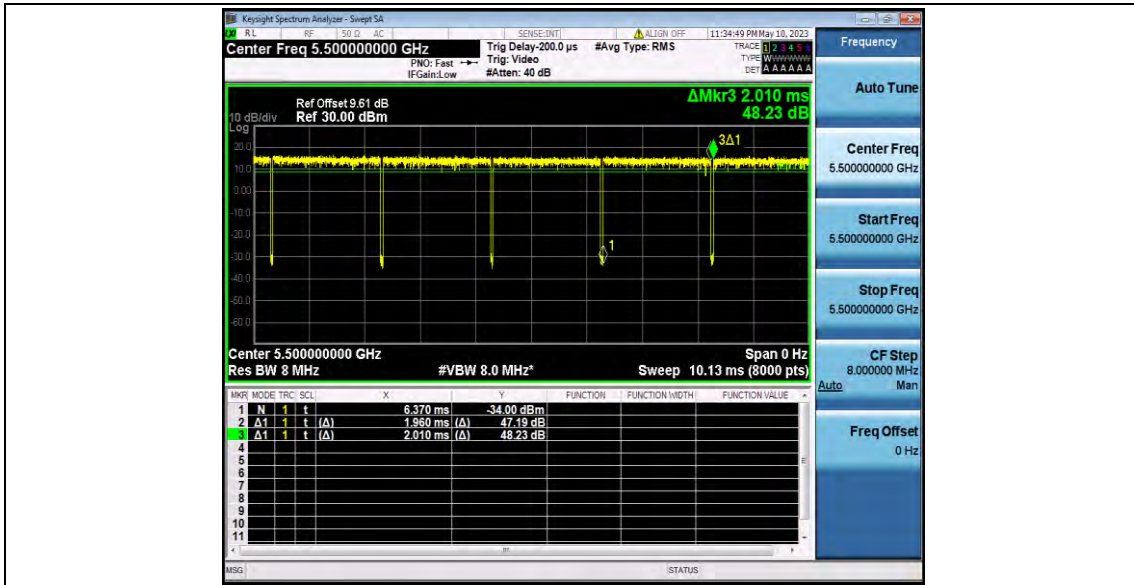 Keysight Spectrum Analyzer - Swept SA
RL RF 50 Ω AC SENSE:INT ALIGN OFF 11:34:49 PM May 10, 2023
Center Freq 5.500000000 GHz
PNO: Fast
IFGain:Low
Trig Delay-200.0 µs
Trig: Video
#Atten: 40 dB
#Avg Type: RMS
TRACE 1 2 3 4 5 6
TYPE WWWWWW
DET A A A A A A
ΔMkr3 2.010 ms
48.23 dB
Ref Offset 9.61 dB
10 dB/div Ref 30.00 dBm
Log
20.0
10.0
0.00
-10.0
-20.0
-30.0
-40.0
-50.0
-60.0
3Δ1
1
Center 5.500000000 GHz Span 0 Hz
Res BW 8 MHz #VBW 8.0 MHz* Sweep 10.13 ms (8000 pts)
MKR MODE TRC SCL X Y FUNCTION FUNCTION WIDTH FUNCTION VALUE
1 N 1 t 6.370 ms -34.00 dBm
2 Δ1 1 t (Δ) 1.960 ms (Δ) 47.19 dB
3 Δ1 1 t (Δ) 2.010 ms (Δ) 48.23 dB
4
5
6
7
8
9
10
11
MSG STATUS
Frequency
Auto Tune
Center Freq
5.500000000 GHz
Start Freq
5.500000000 GHz
Stop Freq
5.500000000 GHz
CF Step
8.000000 MHz
Auto Man
Freq Offset
0 Hz